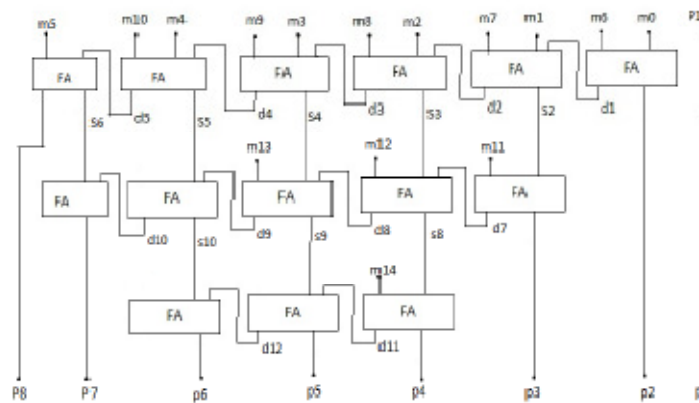 m5 m10 m4 m9 m3 m8 m2 m7 m1 m6 m0 P1
FA FA FA FA FA FA
s6 d5 s5 d4 s4 d3 s3 d2 s2 d1
m13 m12 m11
FA FA FA FA FA
d10 s10 d9 s9 d8 s8 d7
m14
FA FA FA
d12 d11
P8 P7 p6 p5 p4 p3 p2 p